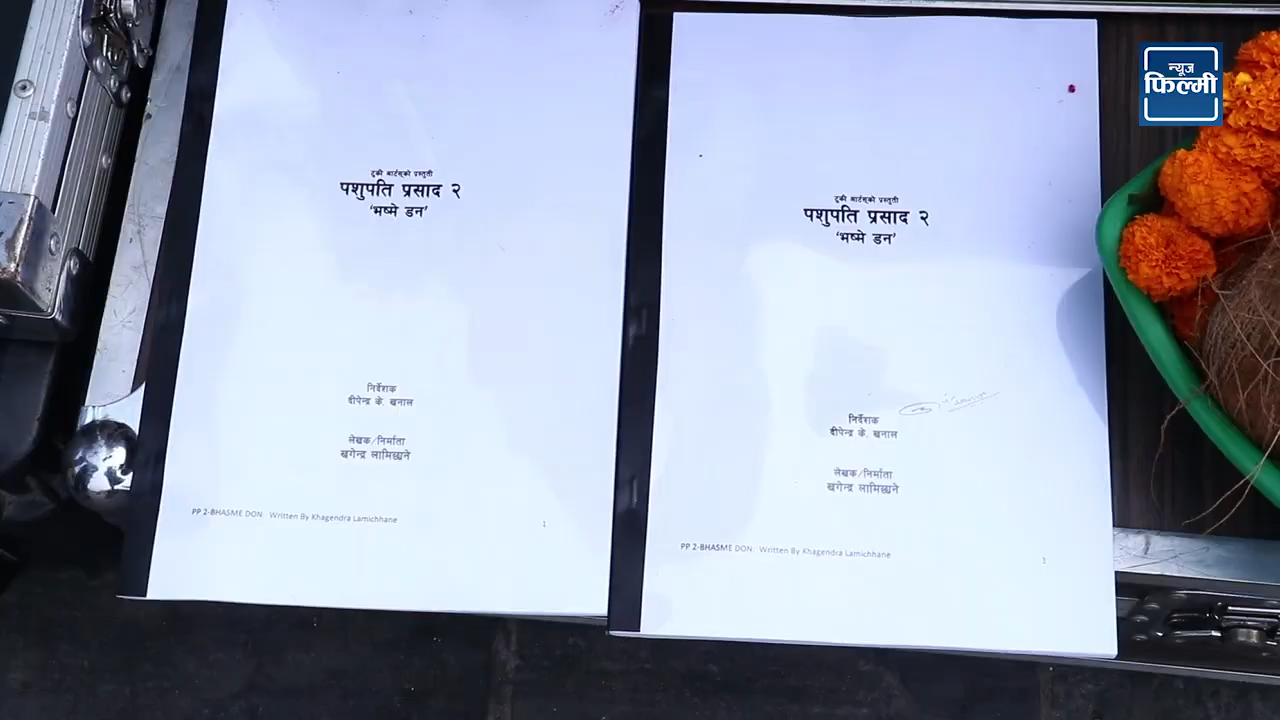 टुकी आर्टस्को प्रस्तुती
पशुपति प्रसाद २
‘भष्मे डन’
निर्देशक
दीपेन्द्र के. खनाल
लेखक/निर्माता
खगेन्द्र लामिछाने
PP 2-BHASME DON: Written By Khagendra Lamichhane
1
टुकी आर्टस्को प्रस्तुती
पशुपति प्रसाद २
‘भष्मे डन’
निर्देशक
दीपेन्द्र के. खनाल
लेखक/निर्माता
खगेन्द्र लामिछाने
PP 2-BHASME DON: Written By Khagendra Lamichhane
1
न्यूज
फिल्मी